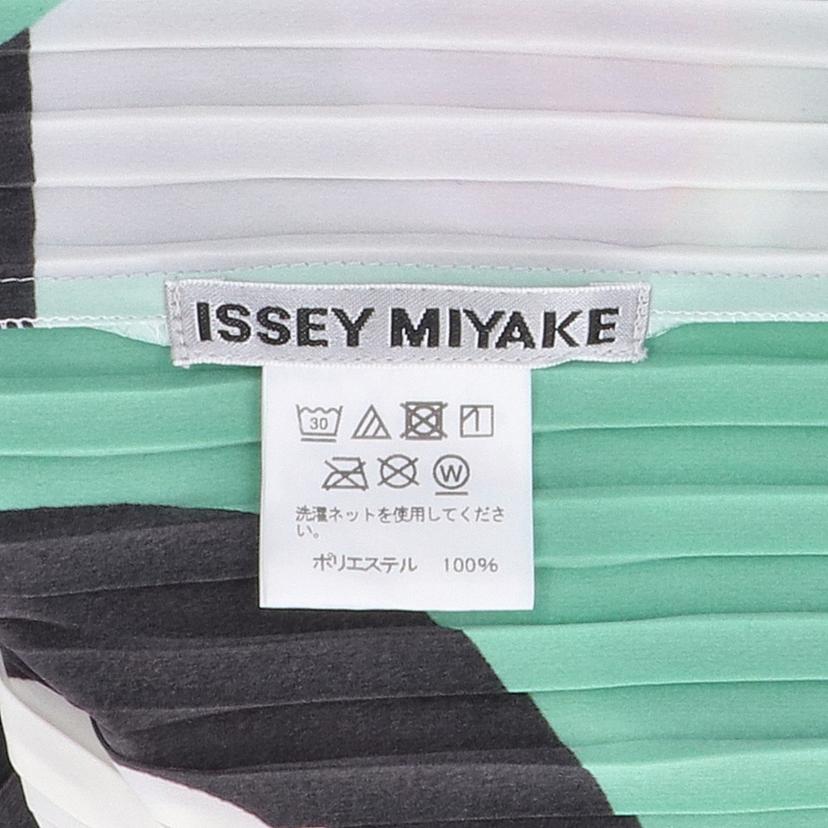 ISSEY MIYAKE
30
W
洗濯ネットを使用してくださ
い。
ポリエステル 100%